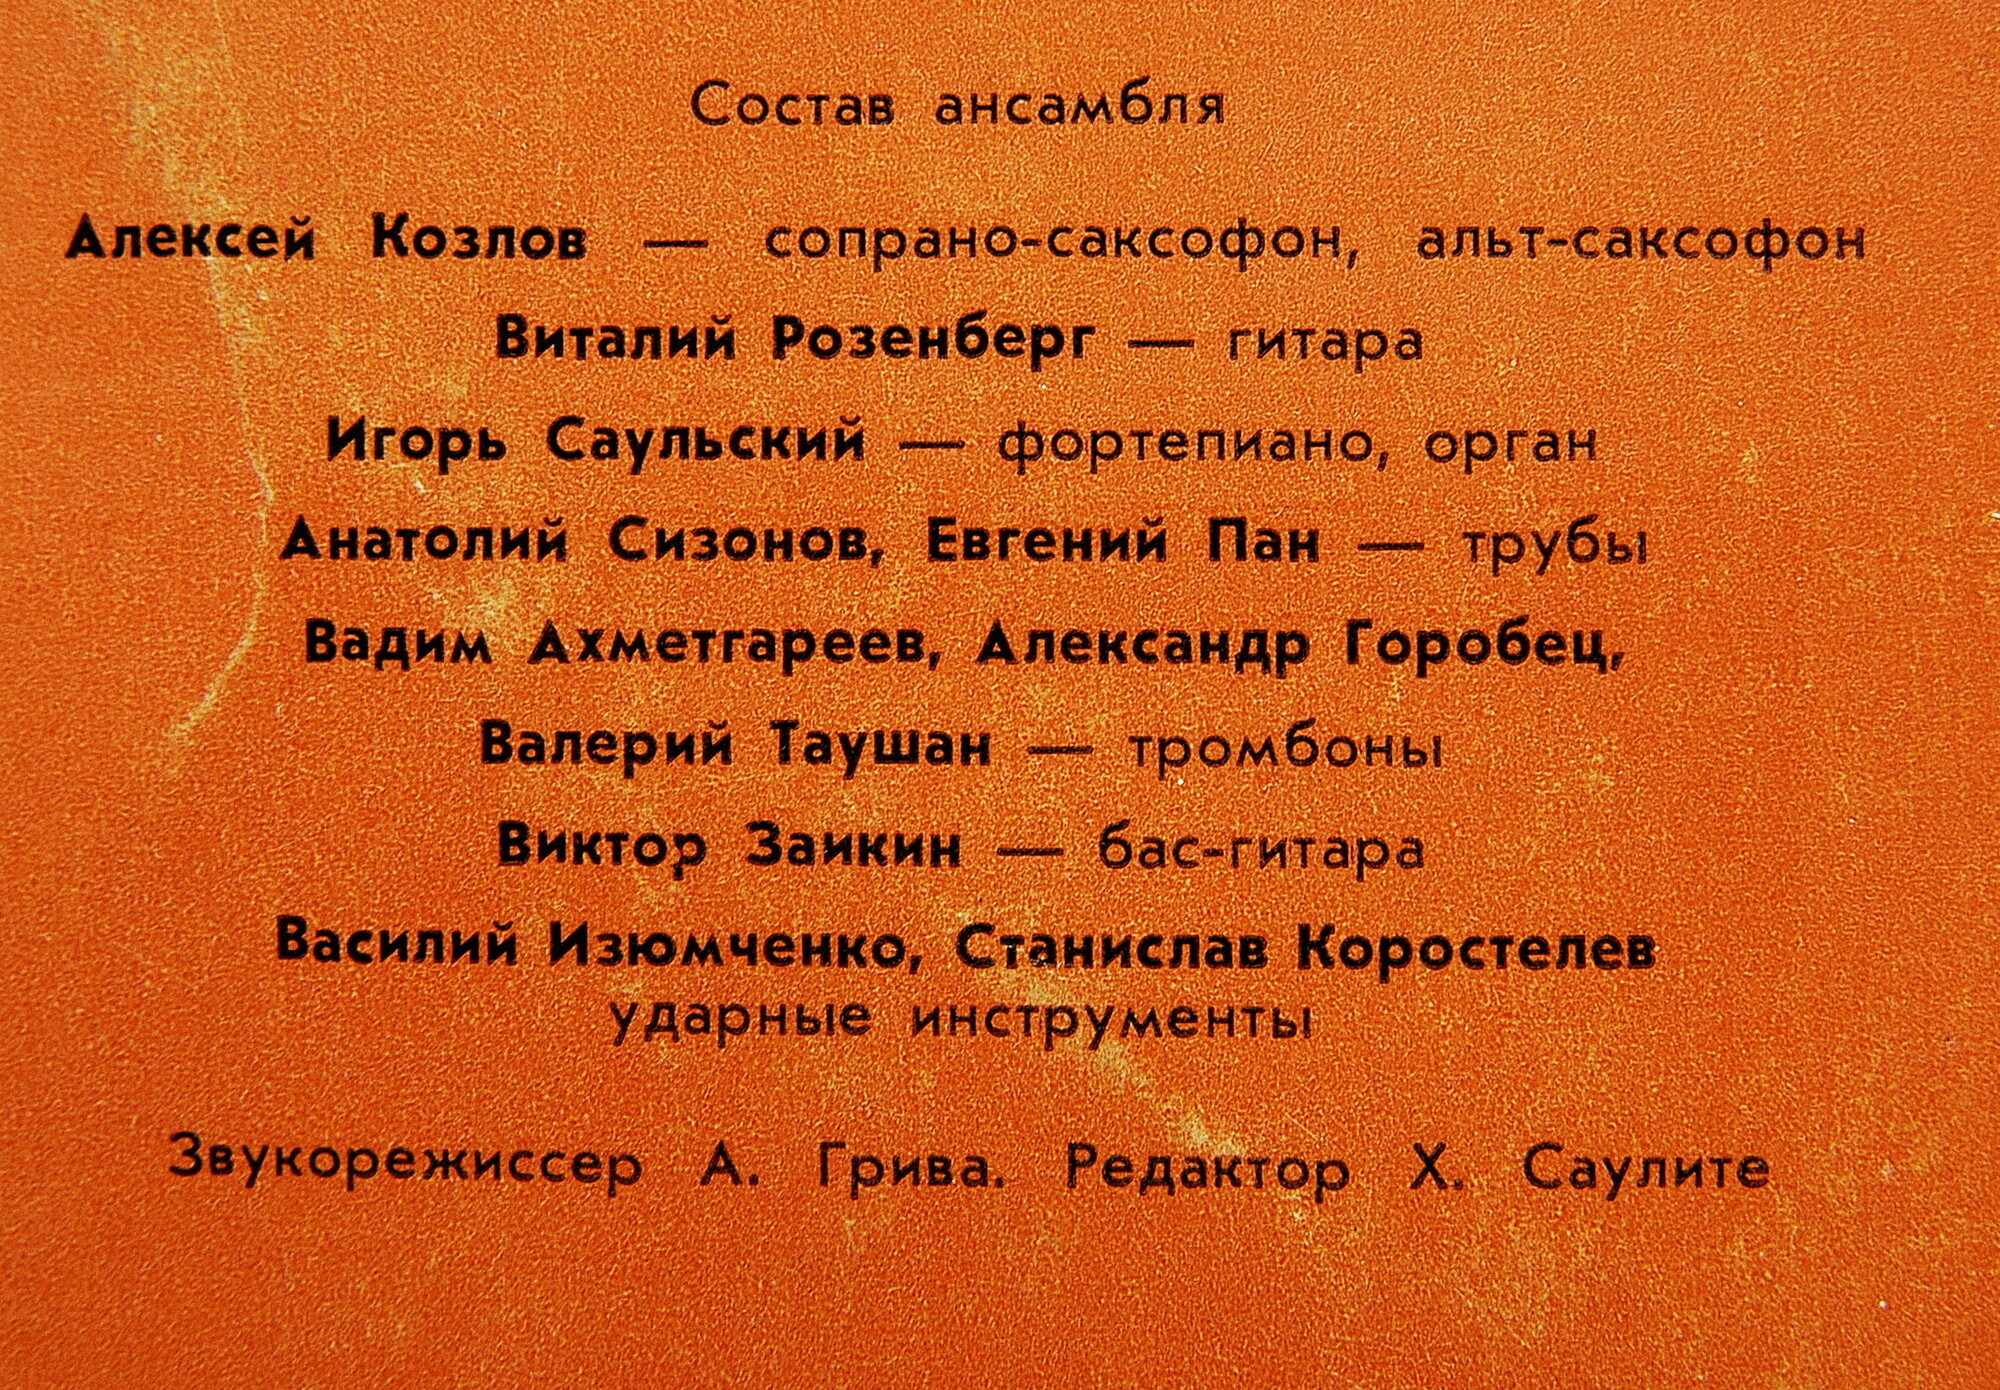 Состав ансамбля
Алексей Козлов — сопрано-саксофон, альт-саксофон
Виталий Розенберг — гитара
Игорь Саульский — фортепиано, орган
Анатолий Сизонов, Евгений Пан — трубы
Вадим Ахметгареев, Александр Горобец,
Валерий Таушан — тромбоны
Виктор Заикин — бас-гитара
Василий Изюмченко, Станислав Коростелев
ударные инструменты
Звукорежиссер А. Грива. Редактор Х. Саулите